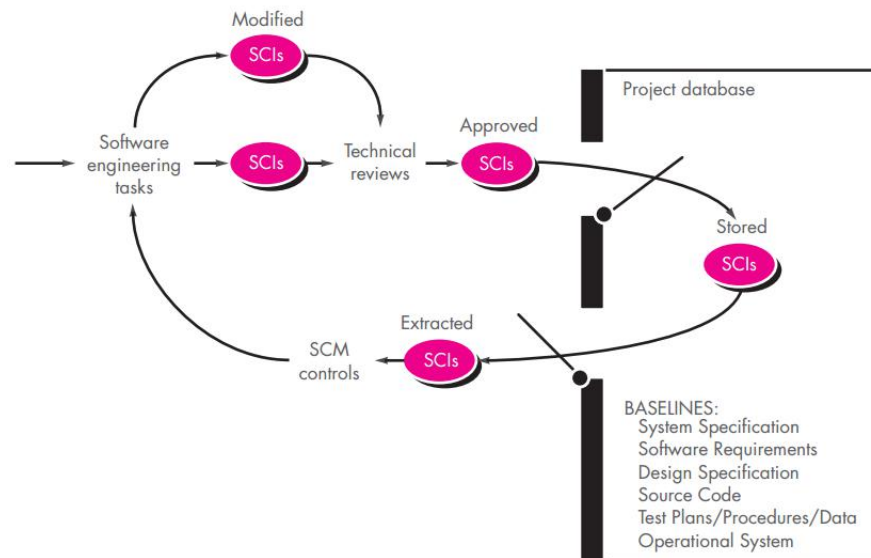 Modified
SCIs
Project database
Approved
Software
engineering
tasks
SCIs
Technical
reviews
SCIs
Stored
SCIs
Extracted
SCM
controls
SCIs
BASELINES:
System Specification
Software Requirements
Design Specification
Source Code
Test Plans/Procedures/Data
Operational System